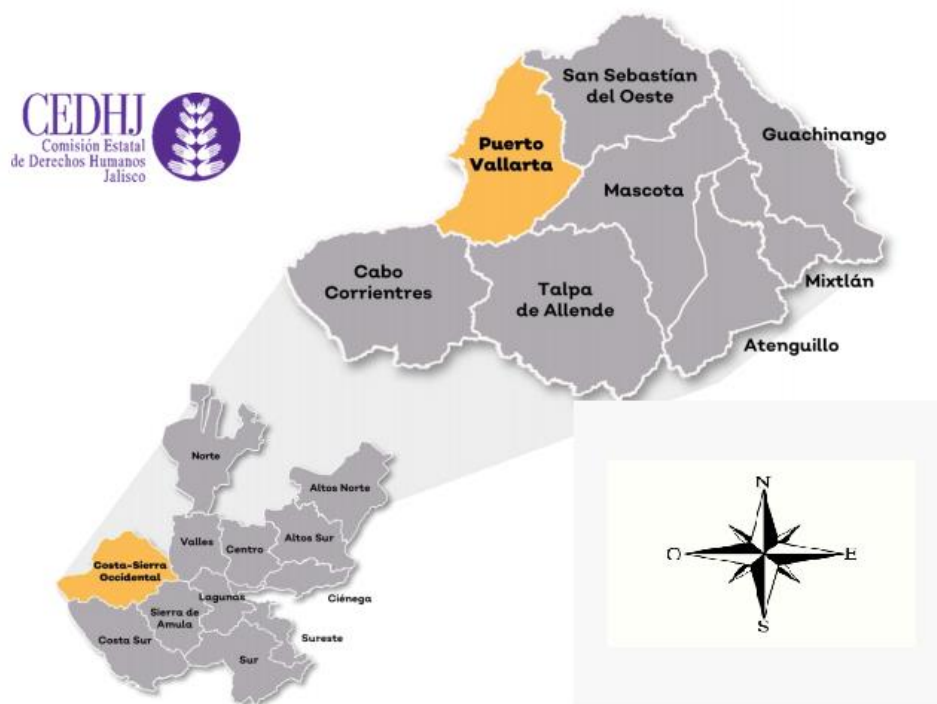 CEDHJ
Comisión Estatal
de Derechos Humanos
Jalisco
San Sebastían
del Oeste
Guachinango
Puerto
Vallarta
Mascota
Cabo
Corrientres
Talpa
de Allende
Mixtlán
Atenguillo
Norte
Altos Norte
Valles
Centro
Altos Sur
Costa-Sierra
Occidental
Lagunas
Ciénega
Sierra de
Amula
Costa Sur
Sureste
Sur
N
O
E
S